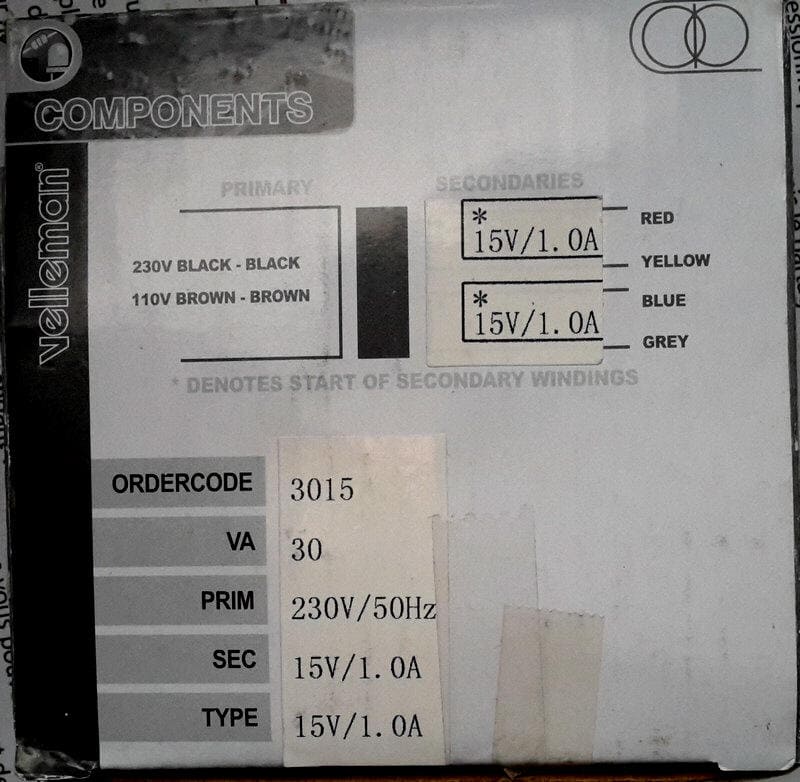 COMPONENTS
velleman®
PRIMARY
SECONDARIES
230V BLACK - BLACK
110V BROWN - BROWN
*
15V/1.0A
*
15V/1.0A
RED
YELLOW
BLUE
GREY
* DENOTES START OF SECONDARY WINDINGS
ORDERCODE 3015
VA 30
PRIM 230V/50Hz
SEC 15V/1.0A
TYPE 15V/1.0A